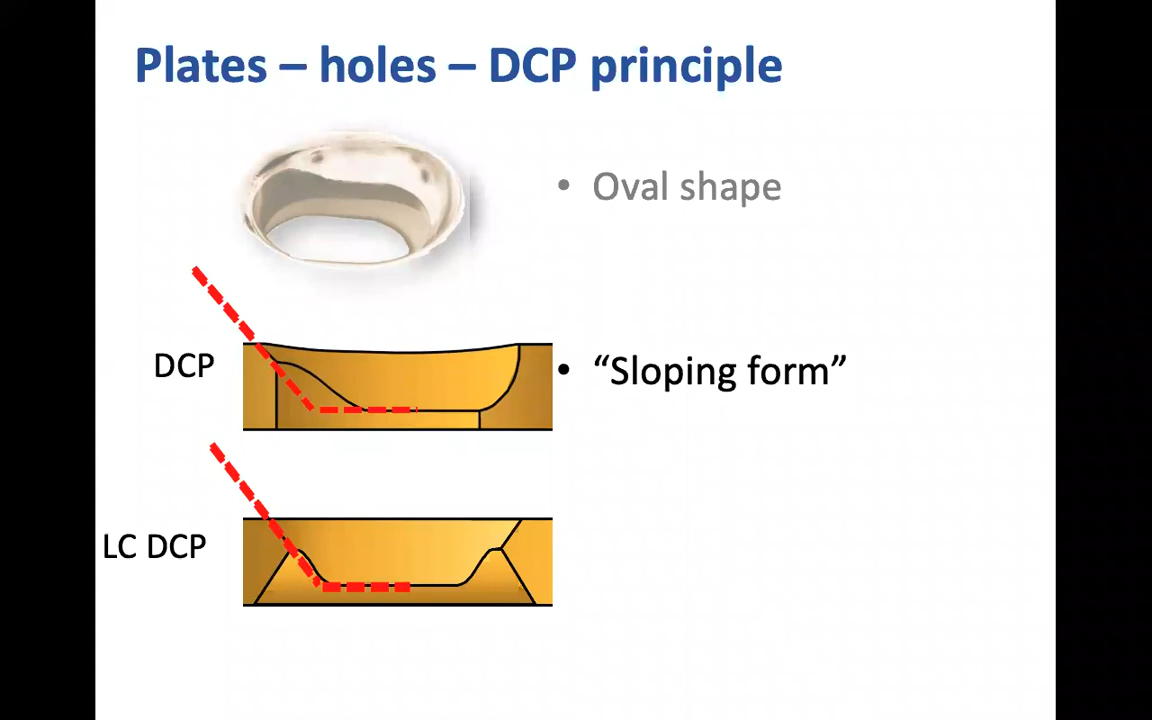 Plates – holes – DCP principle
• Oval shape
DCP
• “Sloping form”
LC DCP